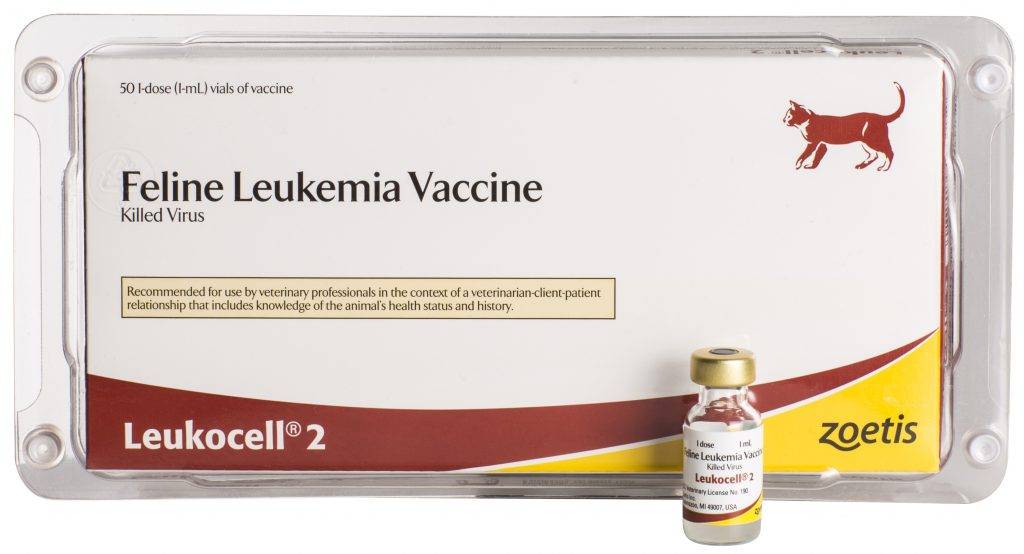 Leukocell® 2
50 1-dose (1-mL) vials of vaccine
Feline Leukemia Vaccine
Killed Virus
Recommended for use by veterinary professionals in the context of a veterinarian-client-patient
relationship that includes knowledge of the animal's health status and history.
Leukocell® 2
zoetis
1 dose 1 mL
Feline Leukemia Vaccine
Killed Virus
Leukocell® 2
Veterinary License No. 190
MI 49007, USA